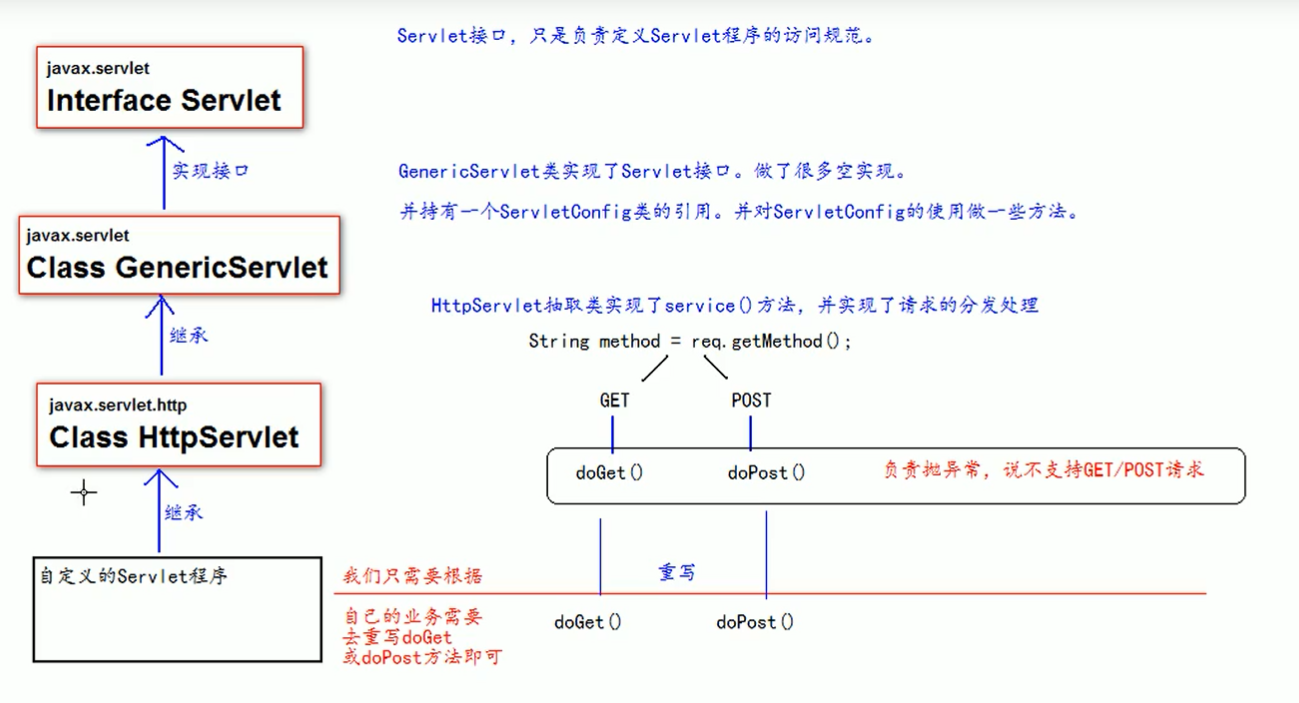 Servlet接口，只是负责定义Servlet程序的访问规范。
javax.servlet
Interface Servlet
实现接口
GenericServlet类实现了Servlet接口。做了很多空实现。
并持有一个ServletConfig类的引用。并对ServletConfig的使用做一些方法。
javax.servlet
Class GenericServlet
继承
HttpServlet抽取类实现了service()方法，并实现了请求的分发处理
String method = req.getMethod();
GET POST
javax.servlet.http
Class HttpServlet
doGet() doPost() 负责抛异常，说不支持GET/POST请求
继承
自定义的Servlet程序
我们只需要根据
自己的业务需要
去重写doGet
或doPost方法即可
重写
doGet() doPost()